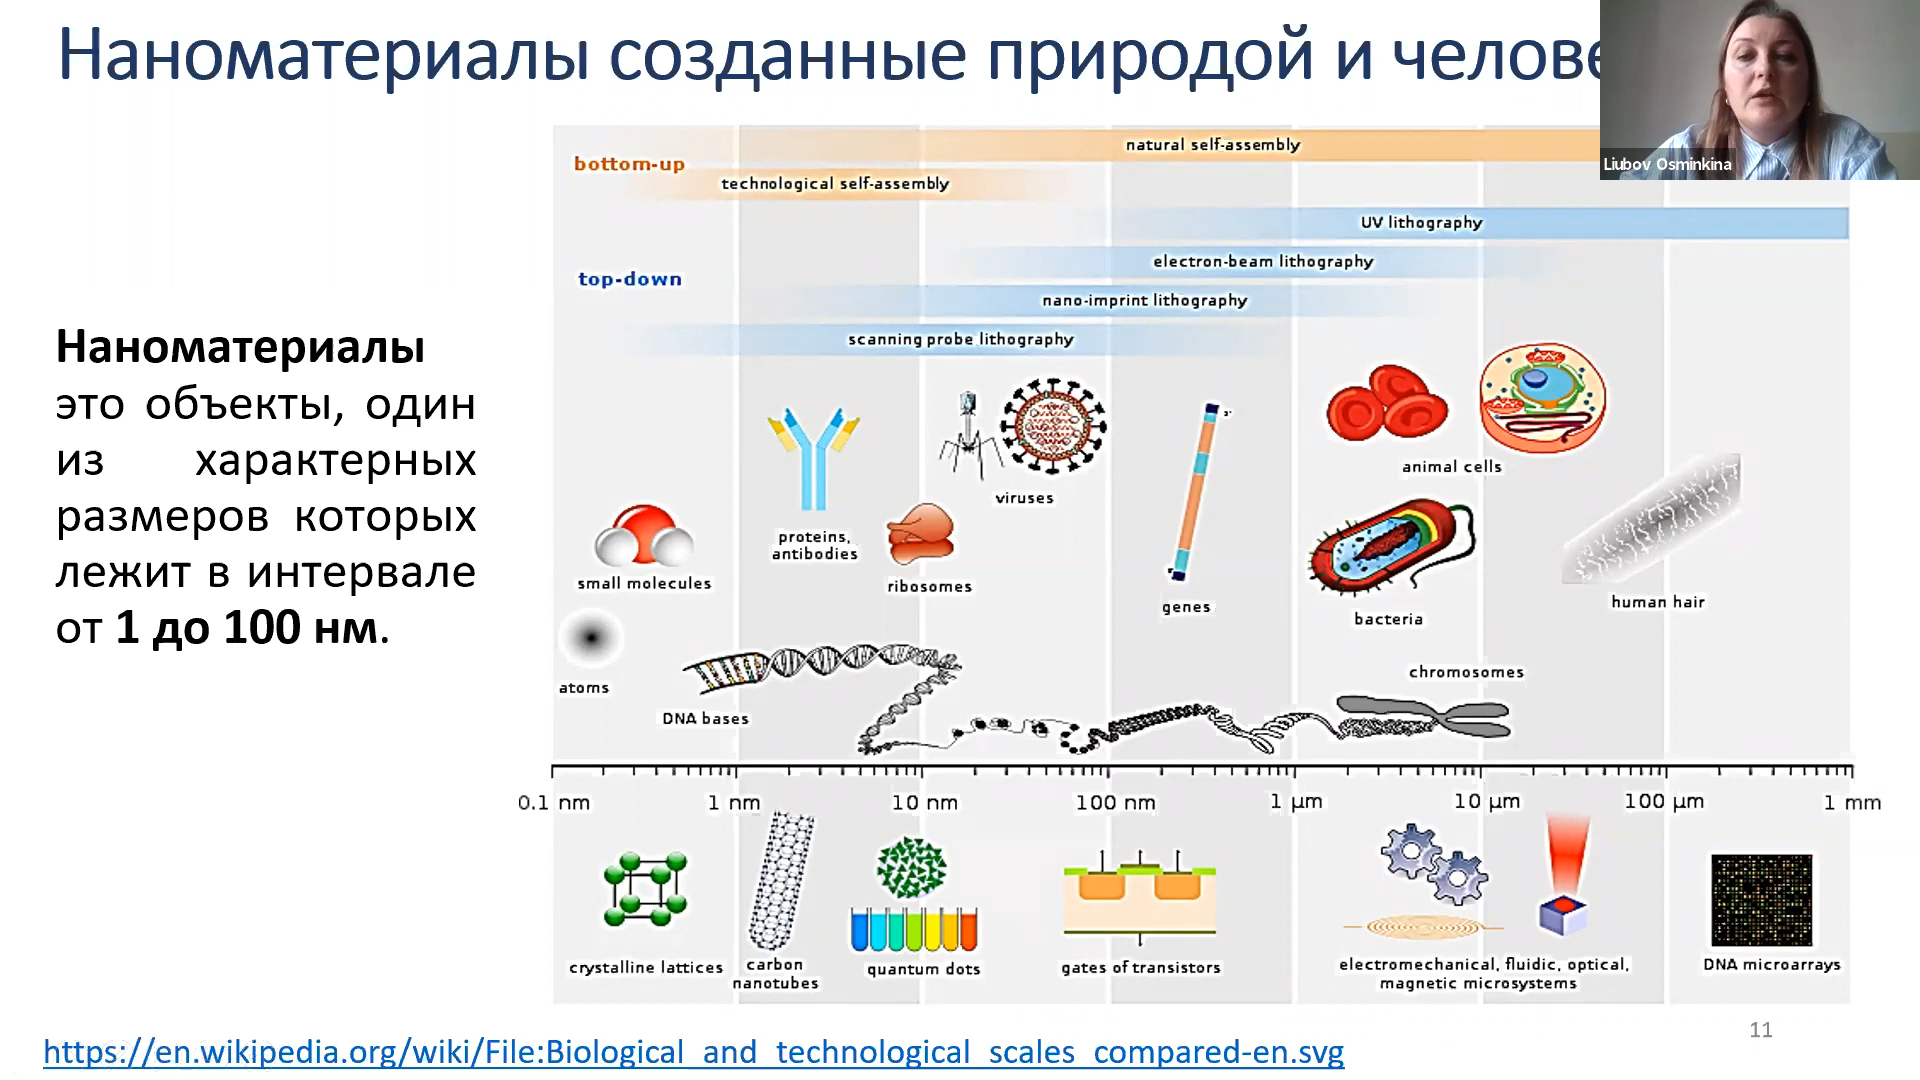 Наноматериалы созданные природой и челове
Liubov Osminkina
natural self-assembly
bottom-up
technological self-assembly
UV lithography
electron-beam lithography
top-down
nano-imprint lithography
scanning probe lithography
Наноматериалы
это объекты, один
из характерных
размеров которых
лежит в интервале
от 1 до 100 нм.
animal cells
viruses
proteins,
antibodies
small molecules
ribosomes
genes
bacteria
human hair
atoms
DNA bases
chromosomes
0.1 nm 1 nm 10 nm 100 nm 1 µm 10 µm 100 µm 1 mm
crystalline lattices
carbon
nanotubes
quantum dots
gates of transistors
electromechanical, fluidic, optical,
magnetic microsystems
DNA microarrays
11
https://en.wikipedia.org/wiki/File:Biological_and_technological_scales_compared-en.svg